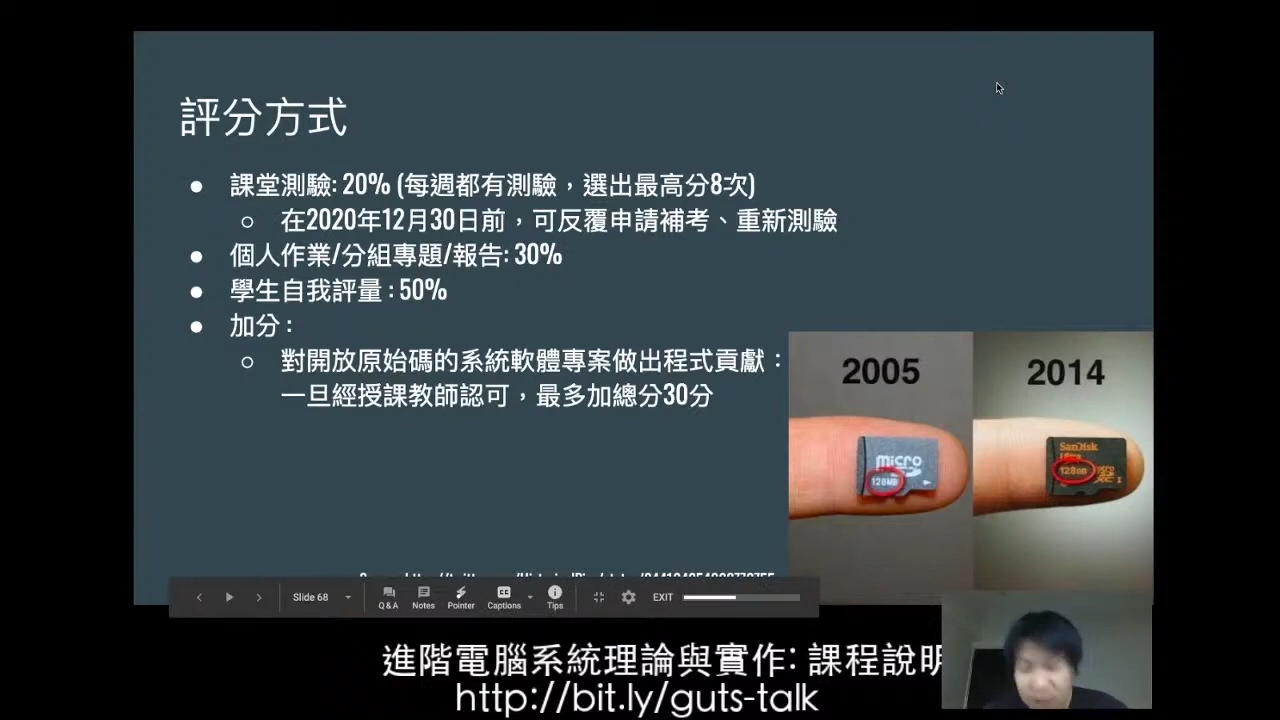 評分方式
● 課堂測驗: 20% (每週都有測驗，選出最高分8次)
○ 在2020年12月30日前，可反覆申請補考、重新測驗
● 個人作業/分組專題/報告: 30%
● 學生自我評量 : 50%
● 加分 :
○ 對開放原始碼的系統軟體專案做出程式貢獻：
一旦經授課教師認可，最多加總分30分
2005
2014
micro
128MB
SanDisk
Ultra
128GB
micro
Slide 68
Q&A
Notes
Pointer
Captions
Tips
EXIT
進階電腦系統理論與實作: 課程說明
http://bit.ly/guts-talk